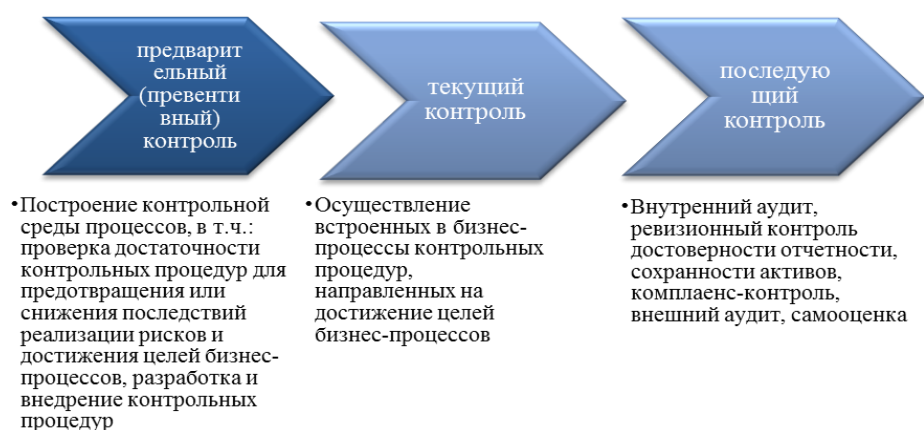 предварит
ельный
(превенти
вный)
контроль
•Построение контрольной
среды процессов, в т.ч.:
проверка достаточности
контрольных процедур для
предотвращения или
снижения последствий
реализации рисков и
достижения целей бизнес-
процессов, разработка и
внедрение контрольных
процедур
текущий
контроль
•Осуществление
встроенных в бизнес-
процессы контрольных
процедур,
направленных на
достижение целей
бизнес-процессов
последую
щий
контроль
•Внутренний аудит,
ревизионный контроль
достоверности отчетности,
сохранности активов,
комплаенс-контроль,
внешний аудит, самооценка